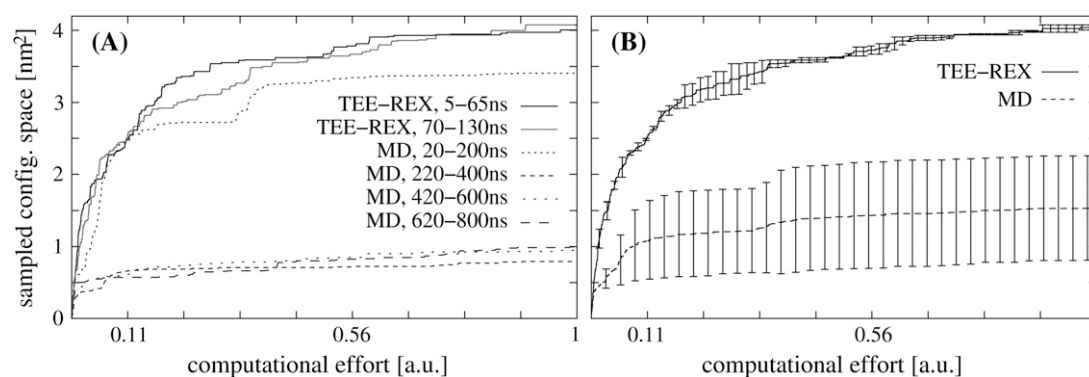 sampled config. space [nm2]
4
3
2
1
0
(A)
TEE-REX, 5-65ns
TEE-REX, 70-130ns
MD, 20-200ns
MD, 220-400ns
MD, 420-600ns
MD, 620-800ns
0.11
0.56
1
computational effort [a.u.]
(B)
TEE-REX
MD
0.11
0.56
computational effort [a.u.]